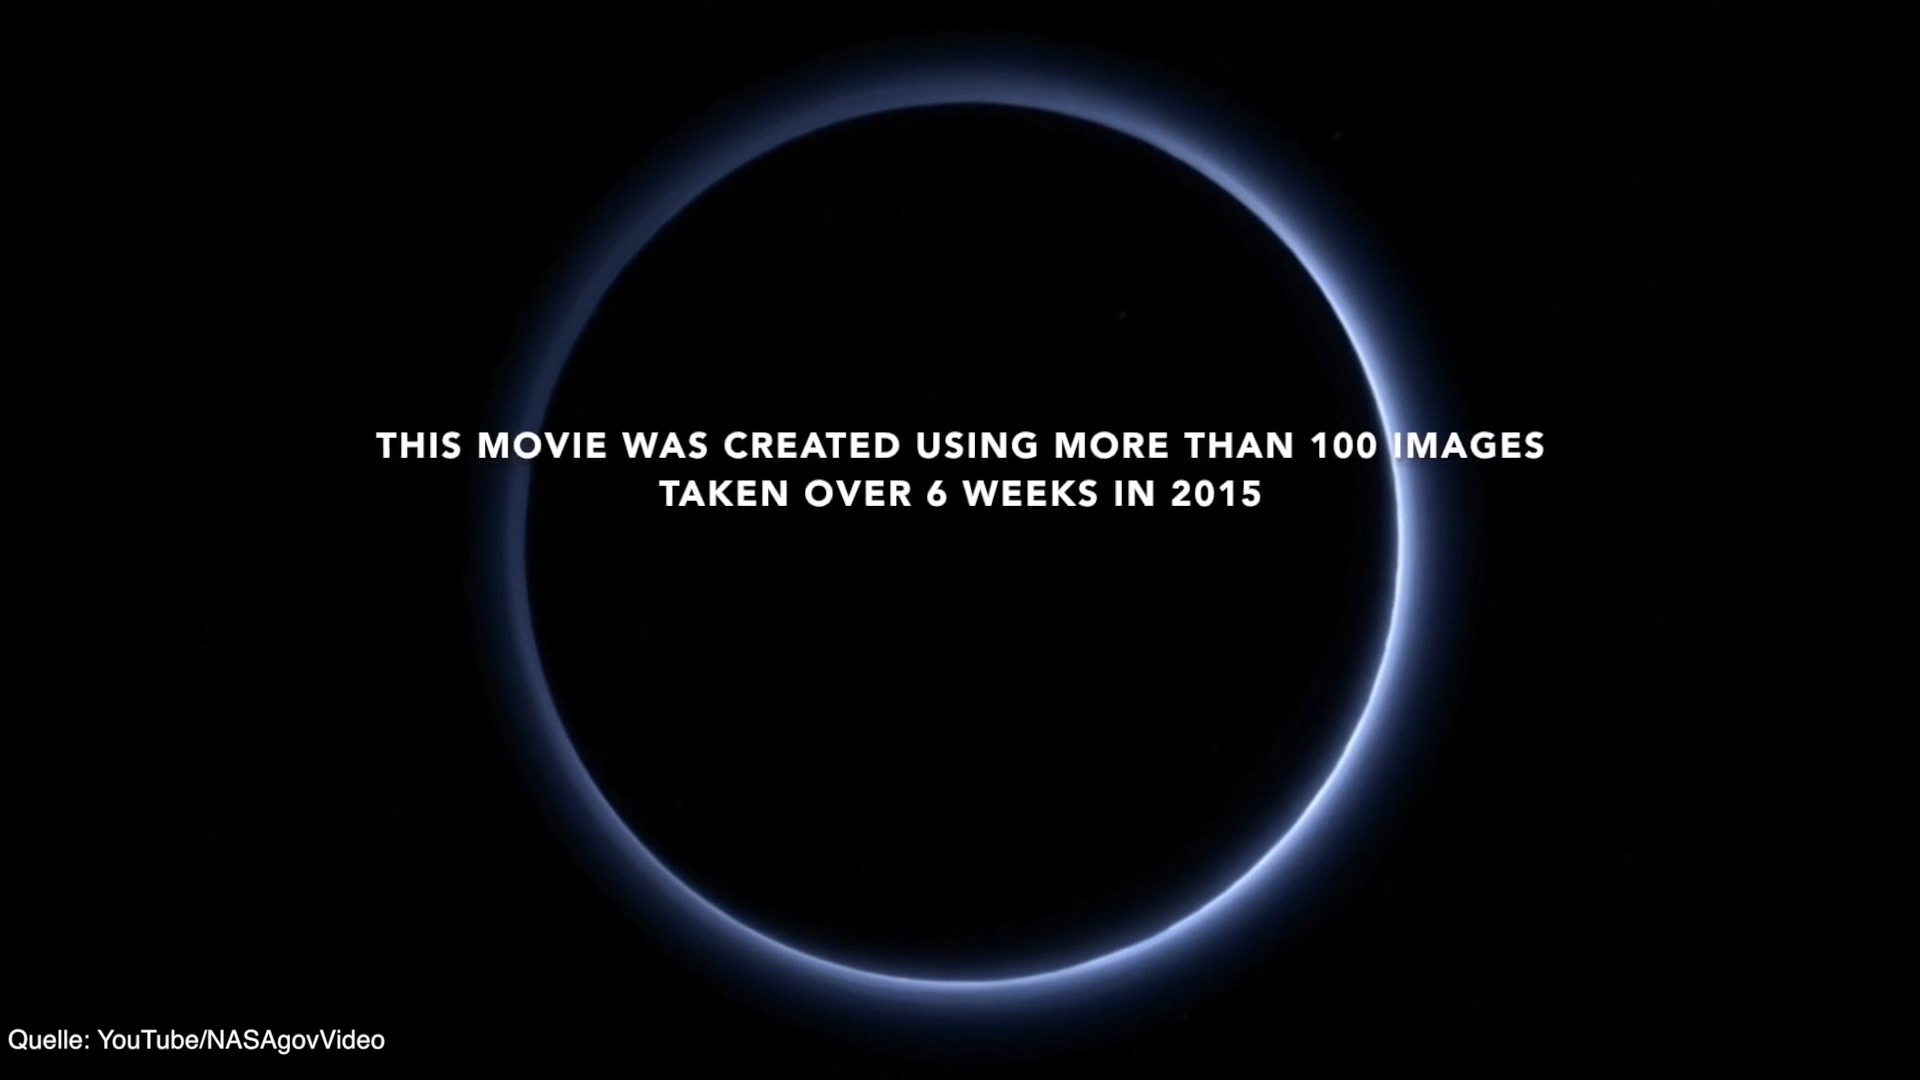 THIS MOVIE WAS CREATED USING MORE THAN 100 IMAGES
TAKEN OVER 6 WEEKS IN 2015
Quelle: YouTube/NASAgovVideo